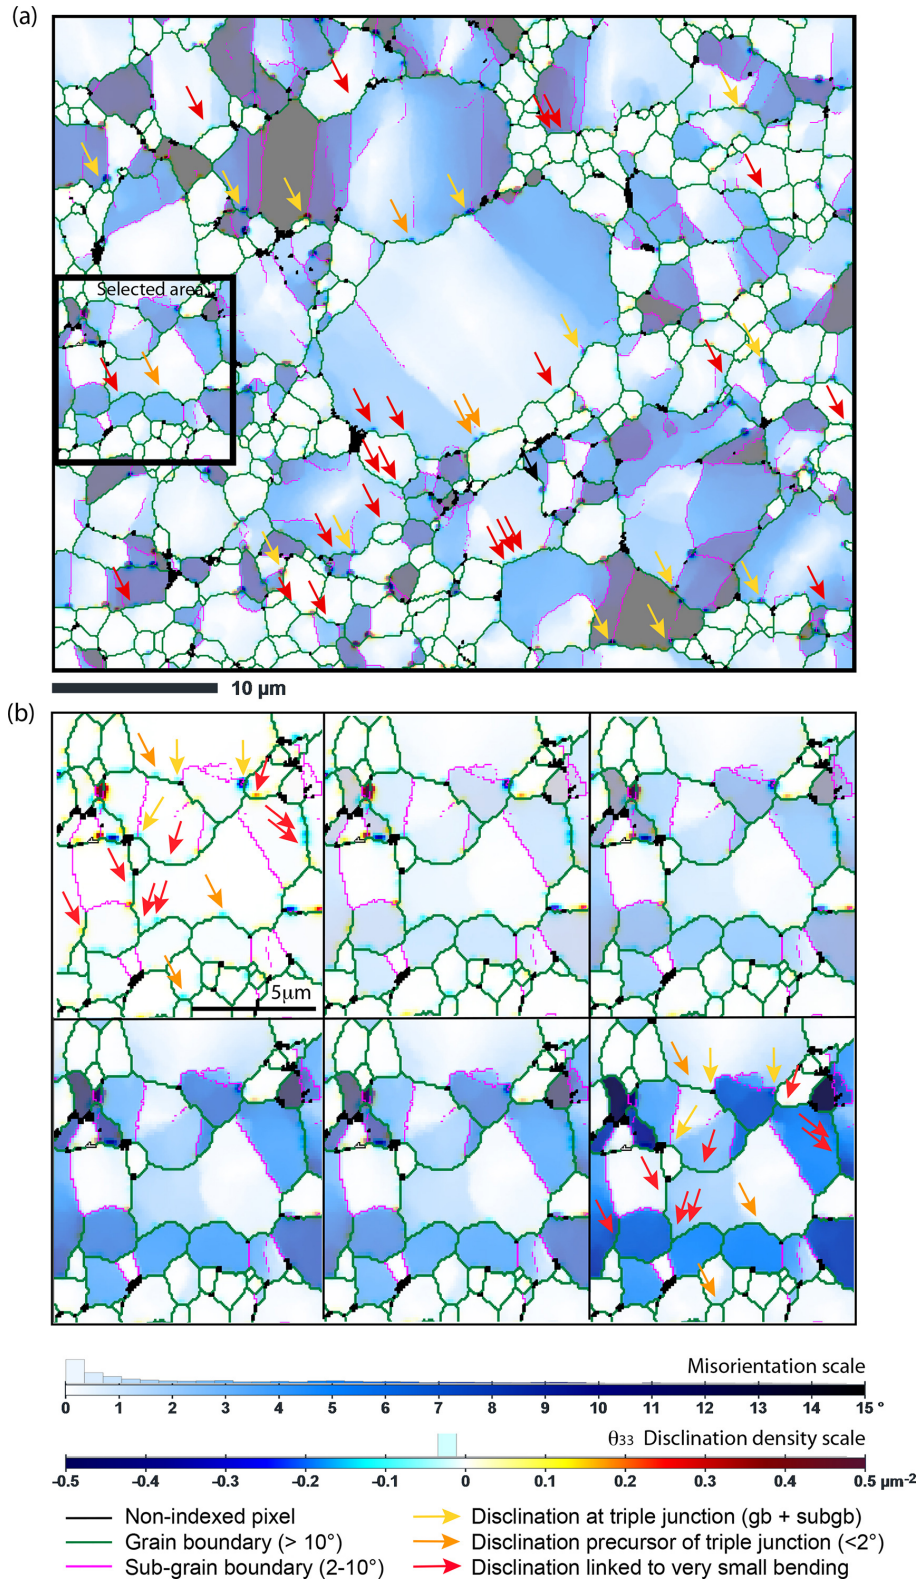 (a)
Selected area
10 µm
(b)
5µm
Misorientation scale
0 1 2 3 4 5 6 7 8 9 10 11 12 13 14 15 °
θ33 Disclination density scale
-0.5 -0.4 -0.3 -0.2 -0.1 0 0.1 0.2 0.3 0.4 0.5 µm-2
Non-indexed pixel
Grain boundary (> 10°)
Sub-grain boundary (2-10°)
Disclination at triple junction (gb + subgb)
Disclination precursor of triple junction (<2°)
Disclination linked to very small bending